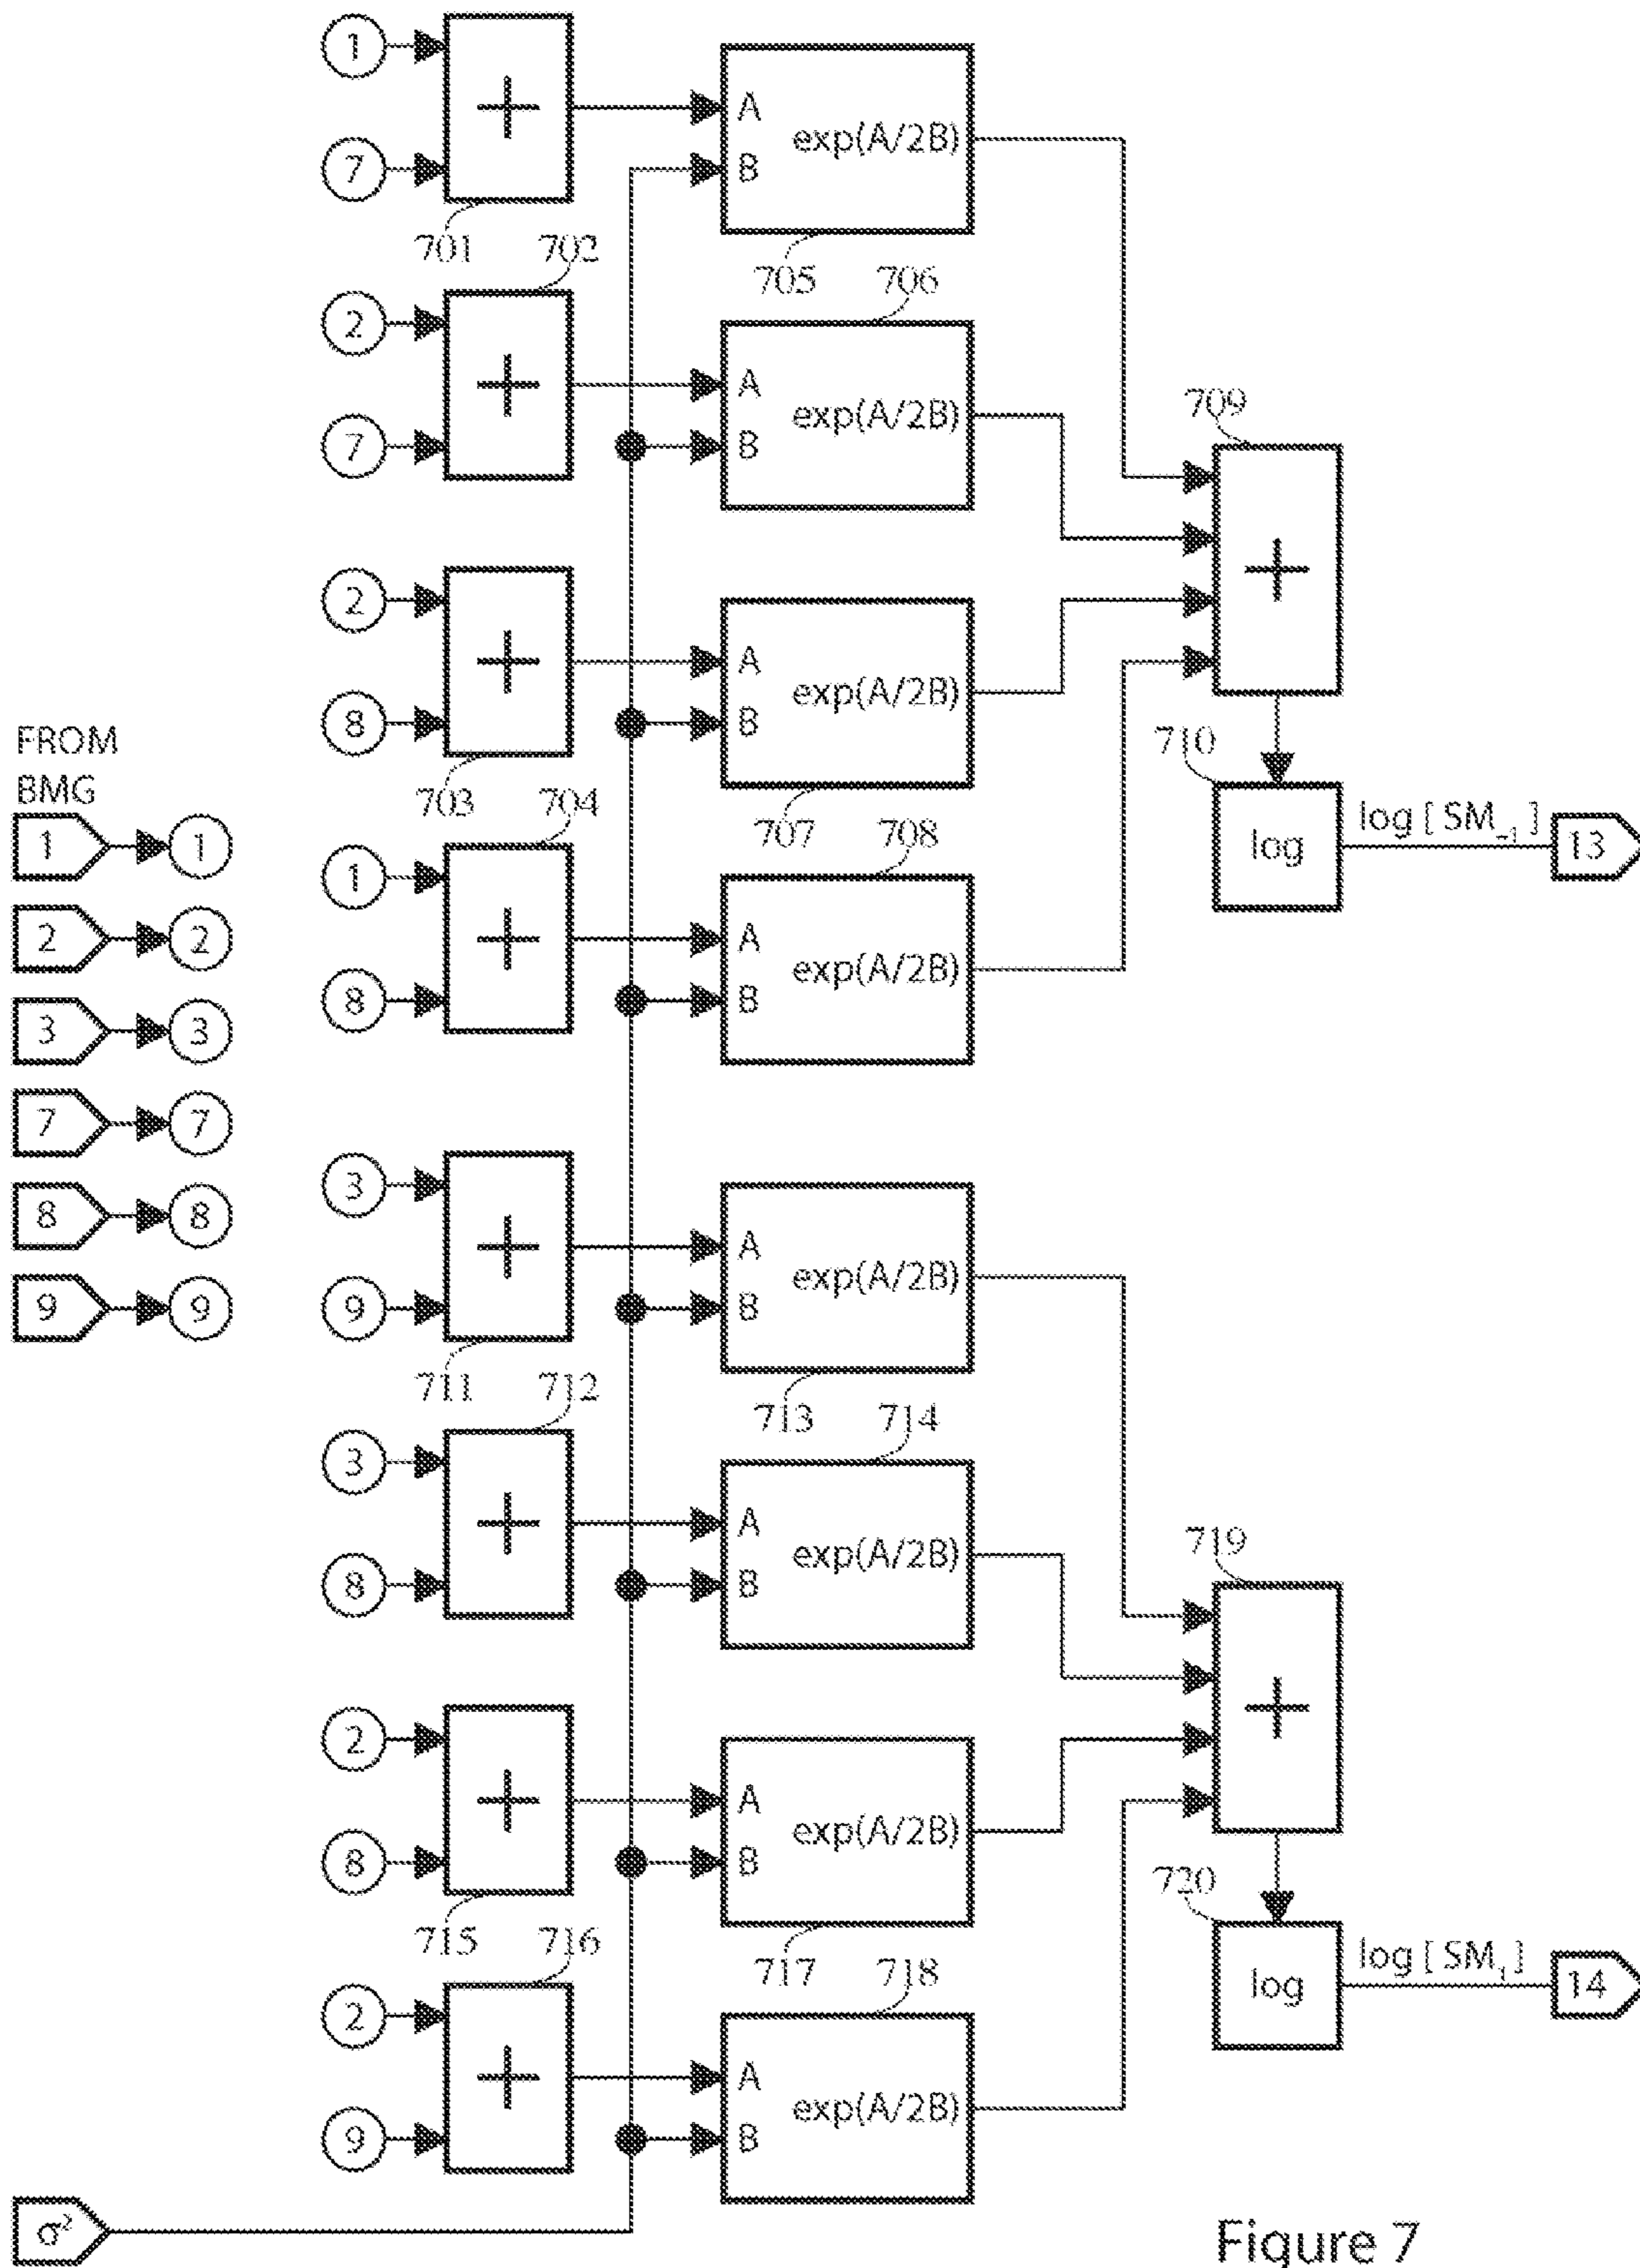 1
+
7
701
A
B
exp(A/2B)
705
702
2
+
7
706
A
B
exp(A/2B)
2
+
8
703
A
B
exp(A/2B)
707
704
1
+
8
708
A
B
exp(A/2B)
709
+
710
log
log [ SM₋₁ ]
13
FROM
BMG
1 1
2 2
3 3
7 7
8 8
9 9
3
+
9
711
A
B
exp(A/2B)
713
712
3
+
8
714
A
B
exp(A/2B)
2
+
8
715
A
B
exp(A/2B)
717
716
2
+
9
718
A
B
exp(A/2B)
719
+
720
log
log [ SM₁ ]
14
σ²
Figure 7